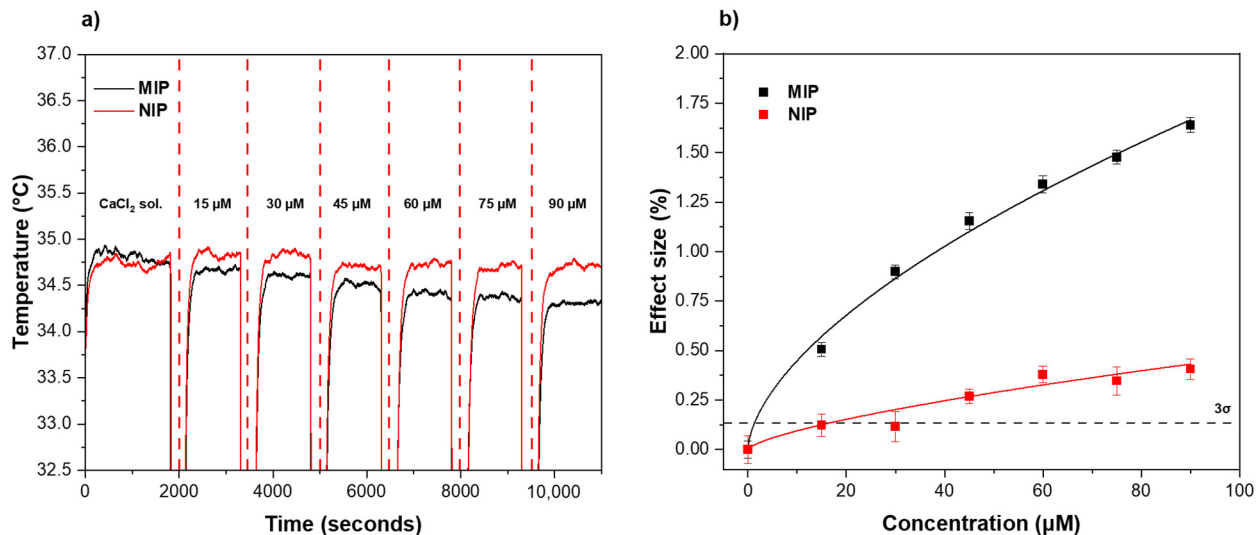 a)
37.0
36.5
36.0
35.5
35.0
34.5
34.0
33.5
33.0
32.5
Temperature (°C)
MIP
NIP
CaCl₂ sol. 15 µM 30 µM 45 µM 60 µM 75 µM 90 µM
0 2000 4000 6000 8000 10,000
Time (seconds)
b)
2.00
1.75
1.50
1.25
1.00
0.75
0.50
0.25
0.00
Effect size (%)
MIP
NIP
3σ
0 20 40 60 80 100
Concentration (µM)